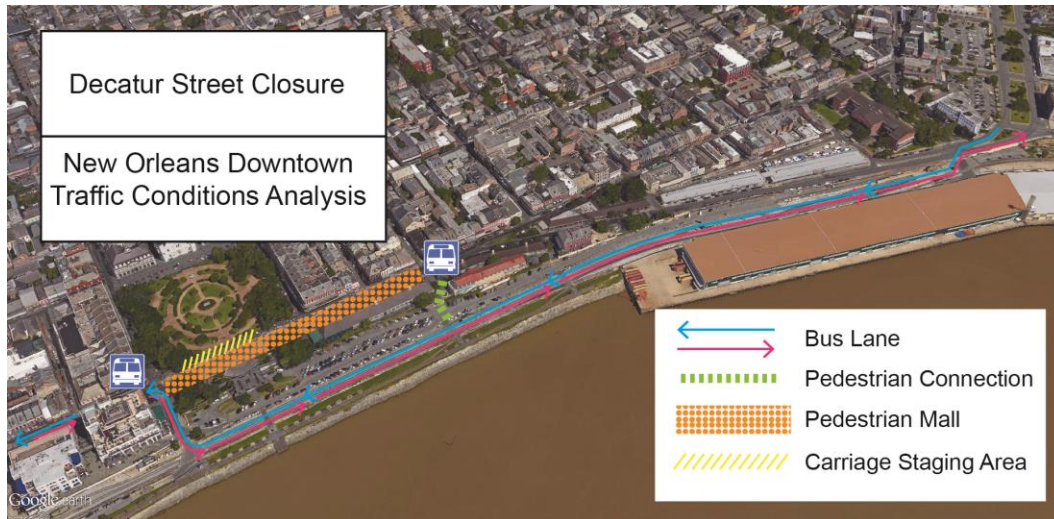 Decatur Street Closure
New Orleans Downtown
Traffic Conditions Analysis
Bus Lane
Pedestrian Connection
Pedestrian Mall
Carriage Staging Area
Google earth